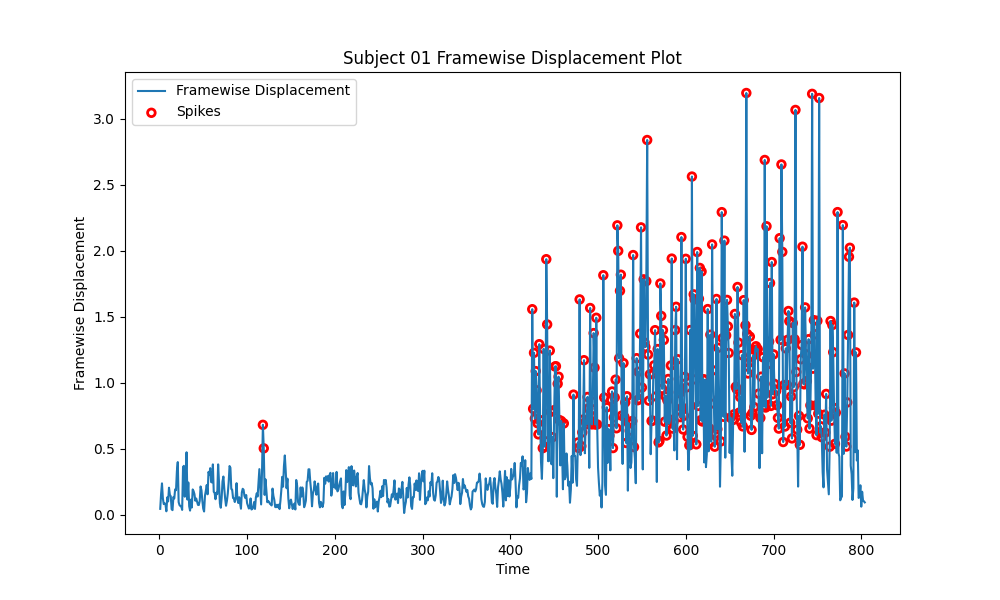 Subject 01 Framewise Displacement Plot
Framewise Displacement
Spikes
3.0
2.5
2.0
1.5
1.0
0.5
0.0
Framewise Displacement
0 100 200 300 400 500 600 700 800
Time